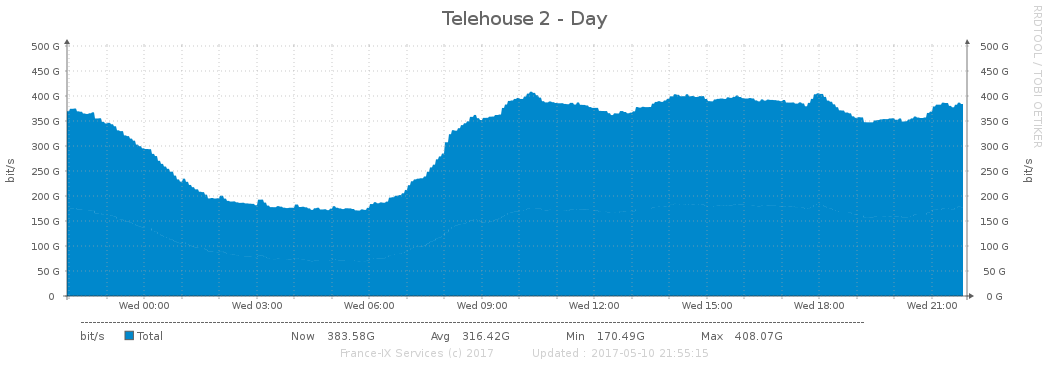 Telehouse 2 - Day
RRDTOOL / TOBI OETIKER
500 G 500 G
450 G 450 G
400 G 400 G
350 G 350 G
300 G 300 G
250 G 250 G
200 G 200 G
150 G 150 G
100 G 100 G
50 G 50 G
0 0 G
bit/s
bit/s
Wed 00:00 Wed 03:00 Wed 06:00 Wed 09:00 Wed 12:00 Wed 15:00 Wed 18:00 Wed 21:00
bit/s Total Now 383.58G Avg 316.42G Min 170.49G Max 408.07G
France-IX Services (c) 2017 Updated : 2017-05-10 21:55:15